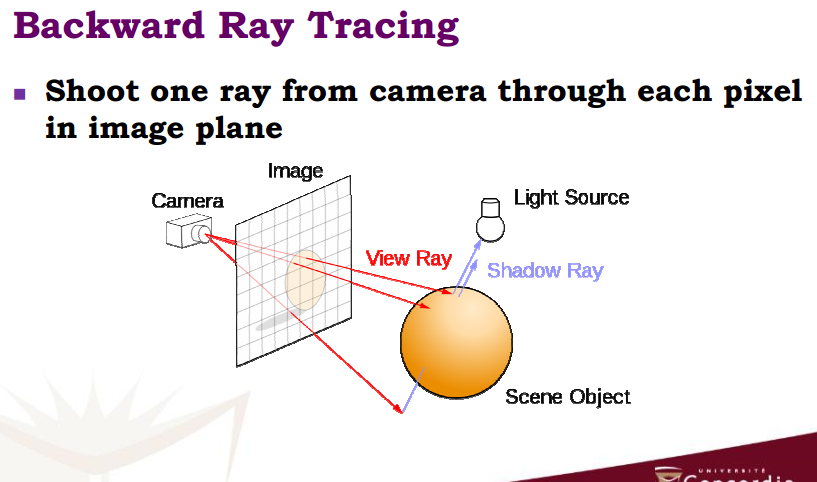 Backward Ray Tracing
▪ Shoot one ray from camera through each pixel
in image plane
Image
Camera
Light Source
View Ray
Shadow Ray
Scene Object
UNIVERSITÉ